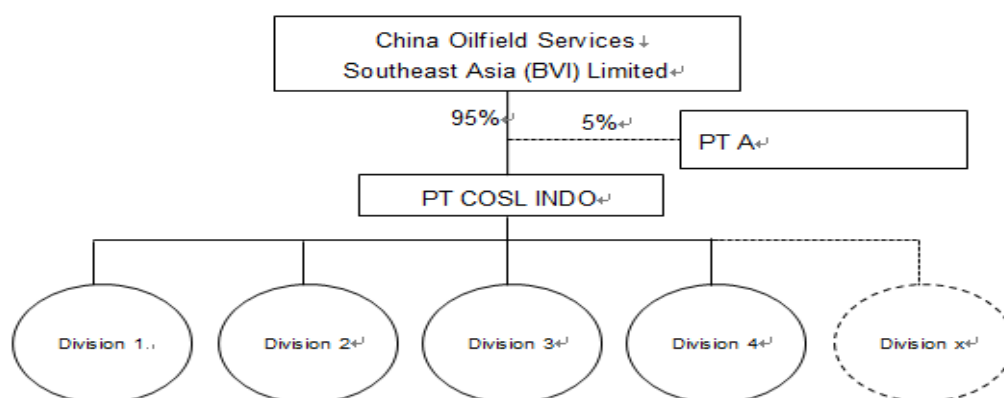 China Oilfield Services↓
Southeast Asia (BVI) Limited↵
95%↵
5%↵
PT A↵
PT COSL INDO↵
Division 1..
Division 2↵
Division 3↵
Division 4↵
Division x↵